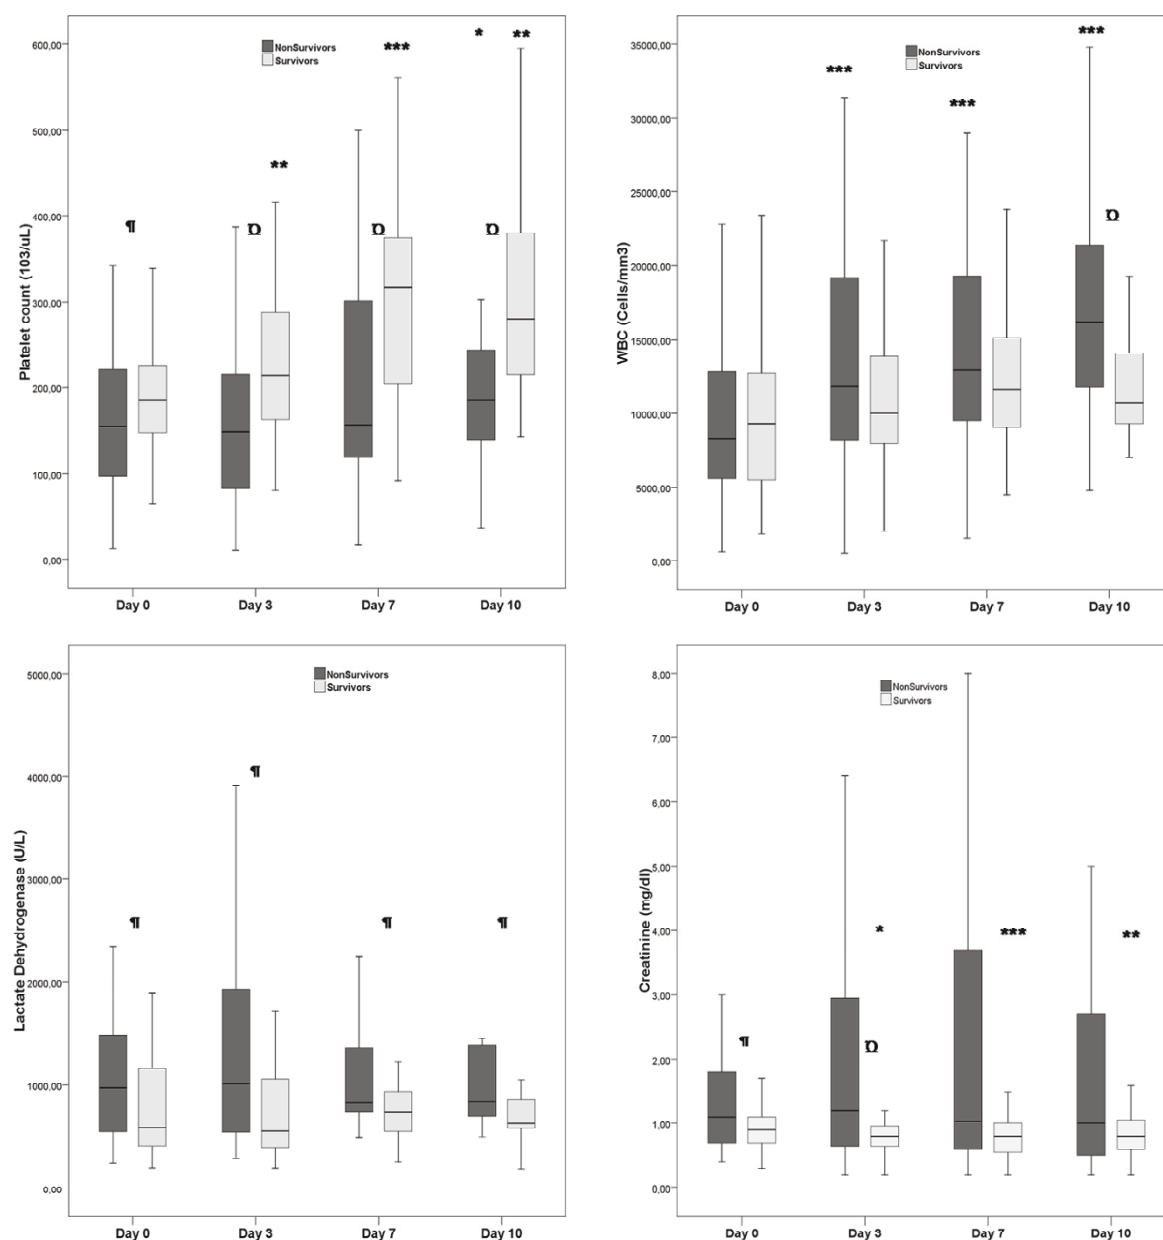 NonSurvivors
Survivors
Platelet count (103/uL)
600,00
500,00
400,00
300,00
200,00
100,00
0,00
¶
¤
**
¤
***
*
¤
**
Day 0
Day 3
Day 7
Day 10
NonSurvivors
Survivors
WBC (Cells/mm3)
35000,00
30000,00
25000,00
20000,00
15000,00
10000,00
5000,00
0,00
***
***
***
¤
Day 0
Day 3
Day 7
Day 10
NonSurvivors
Survivors
Lactate Dehydrogenase (U/L)
5000,00
4000,00
3000,00
2000,00
1000,00
0,00
¶
¶
¶
¶
Day 0
Day 3
Day 7
Day 10
NonSurvivors
Survivors
Creatinine (mg/dl)
8,00
7,00
6,00
5,00
4,00
3,00
2,00
1,00
0,00
¶
¤
*
***
**
Day 0
Day 3
Day 7
Day 10